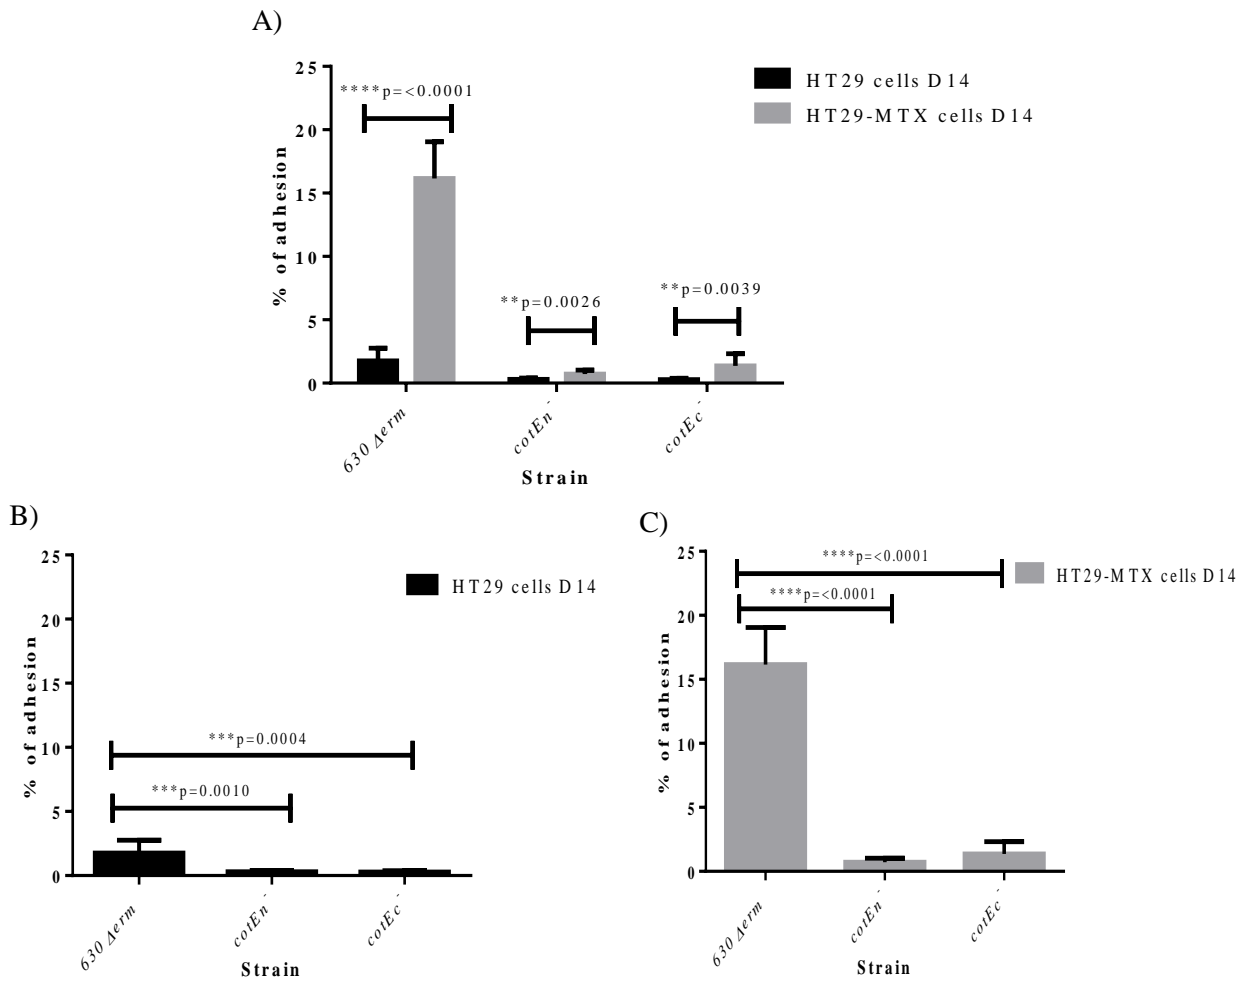 A)
25
20
15
10
5
0
% of adhesion
****p=<0.0001
**p=0.0026
**p=0.0039
HT29 cells D14
HT29-MTX cells D14
630 Δerm
cotEn-
cotEc-
Strain
B)
25
20
15
10
5
0
% of adhesion
HT29 cells D14
***p=0.0004
***p=0.0010
630 Δerm
cotEn-
cotEc-
Strain
C)
25
20
15
10
5
0
% of adhesion
****p=<0.0001
****p=<0.0001
HT29-MTX cells D14
630 Δerm
cotEn-
cotEc-
Strain